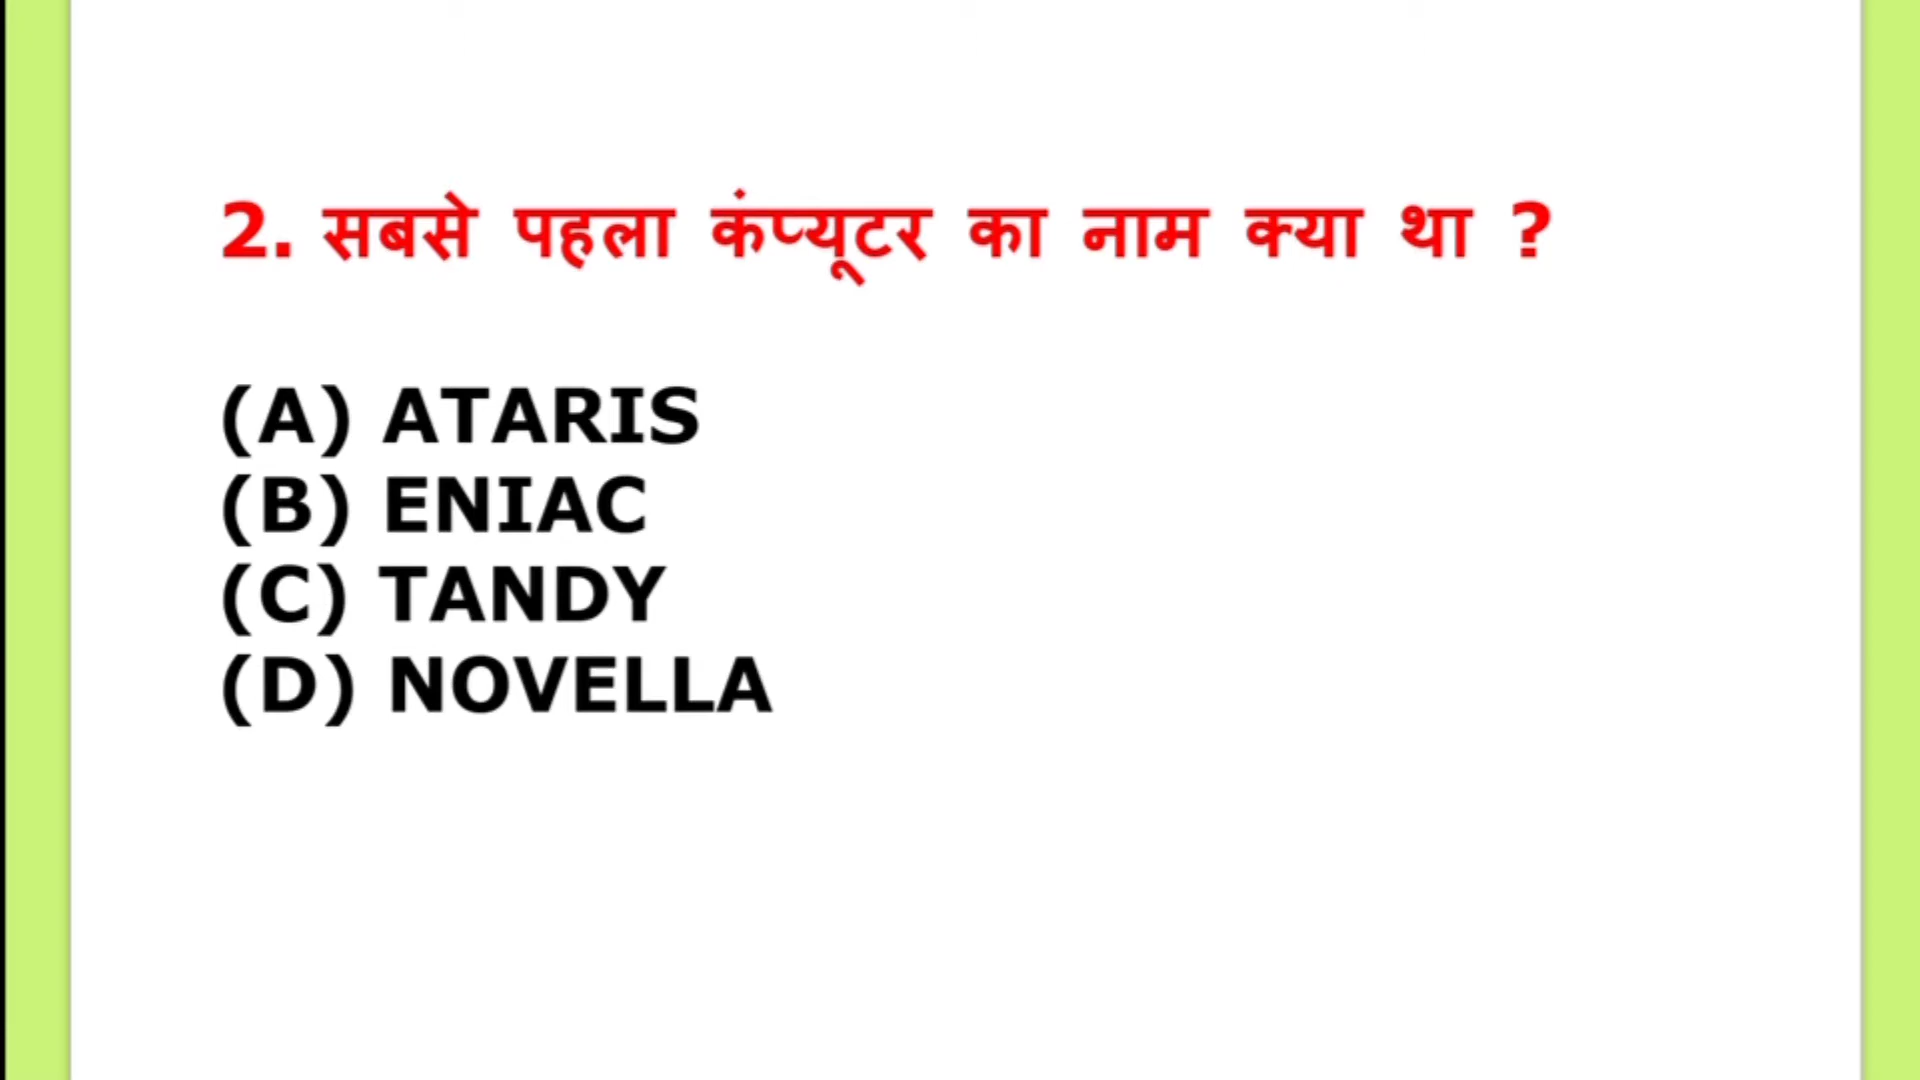 2. सबसे पहला कंप्यूटर का नाम क्या था ?
(A) ATARIS
(B) ENIAC
(C) TANDY
(D) NOVELLA